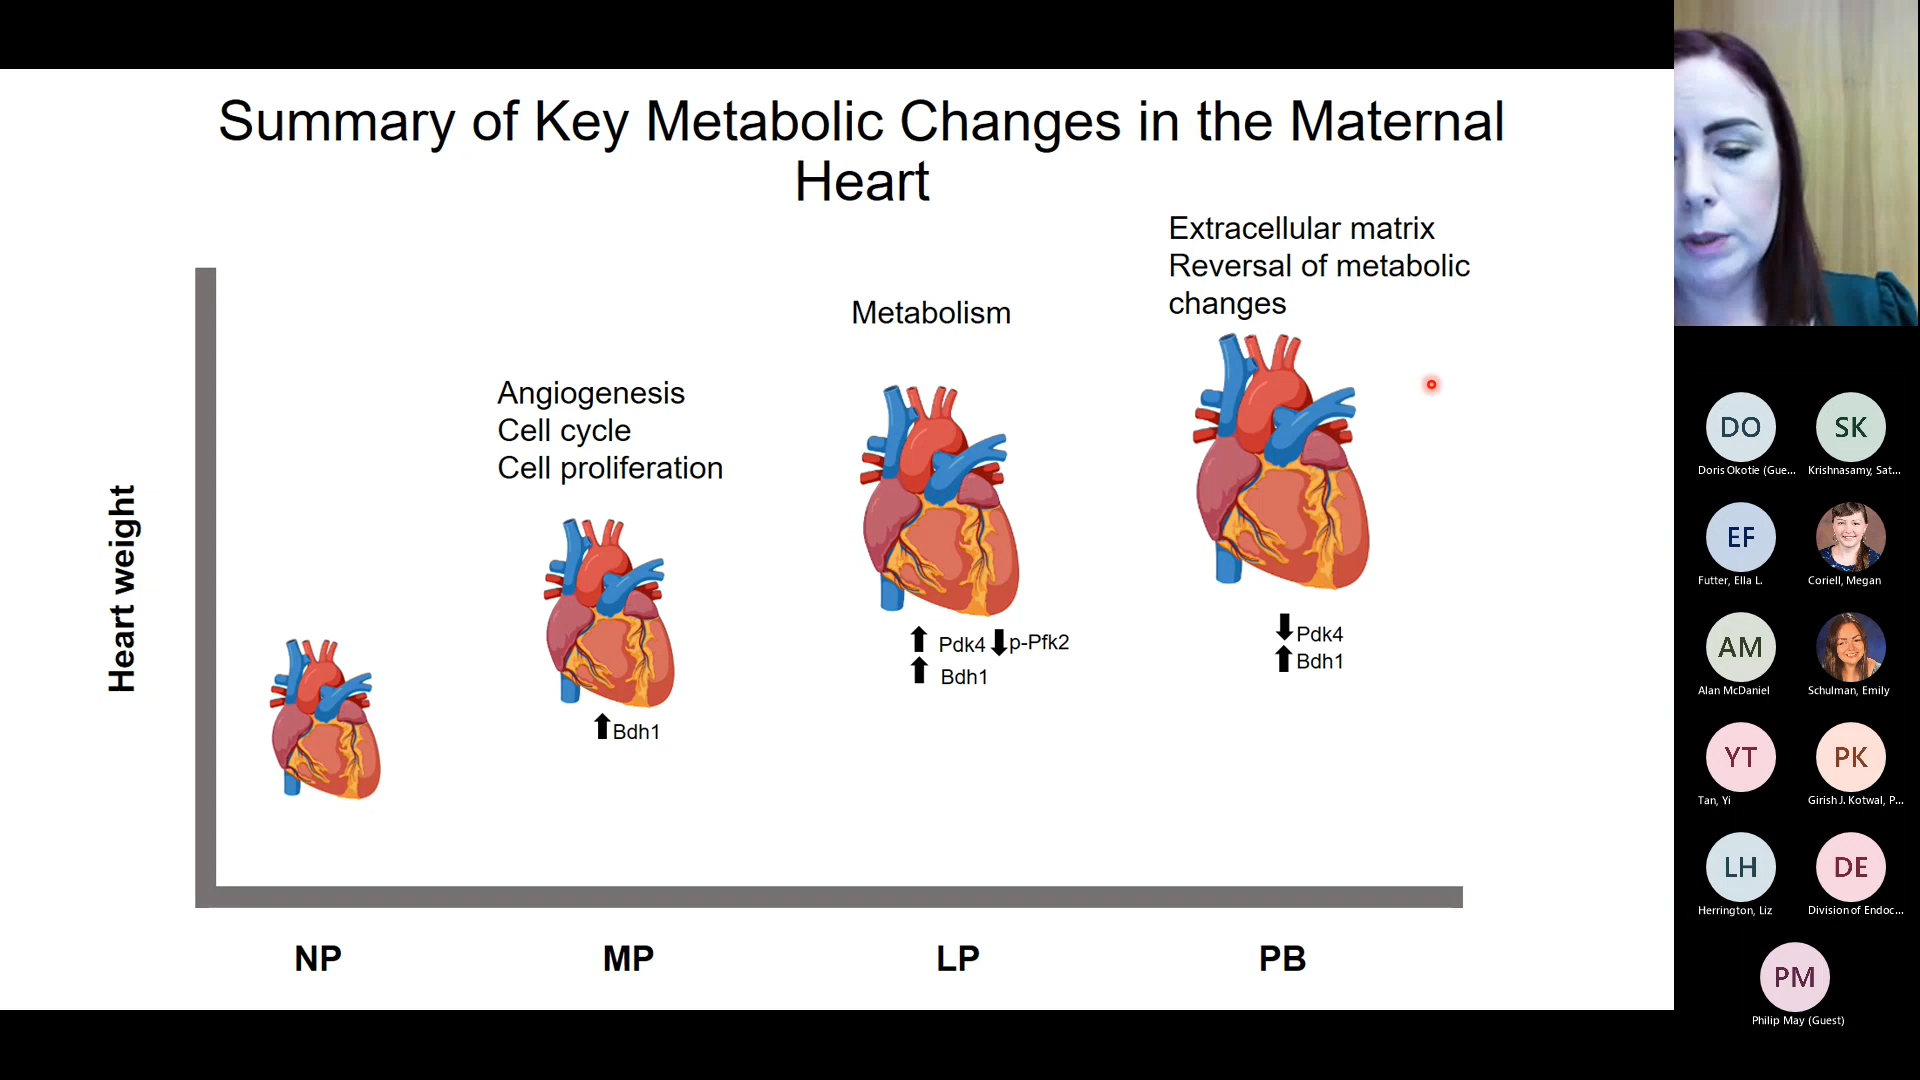 Summary of Key Metabolic Changes in the Maternal
Heart
Extracellular matrix
Reversal of metabolic
changes
Metabolism
Angiogenesis
Cell cycle
Cell proliferation
Heart weight
Pdk4 p-Pfk2
Bdh1
Pdk4
Bdh1
Bdh1
NP MP LP PB
DO SK
Doris Okotie (Gue... Krishnasamy, Sat...
EF
Futter, Ella L. Coriell, Megan
AM
Alan McDaniel Schulman, Emily
YT PK
Tan, Yi Girish J. Kotwal, P...
LH DE
Herrington, Liz Division of Endoc...
PM
Philip May (Guest)